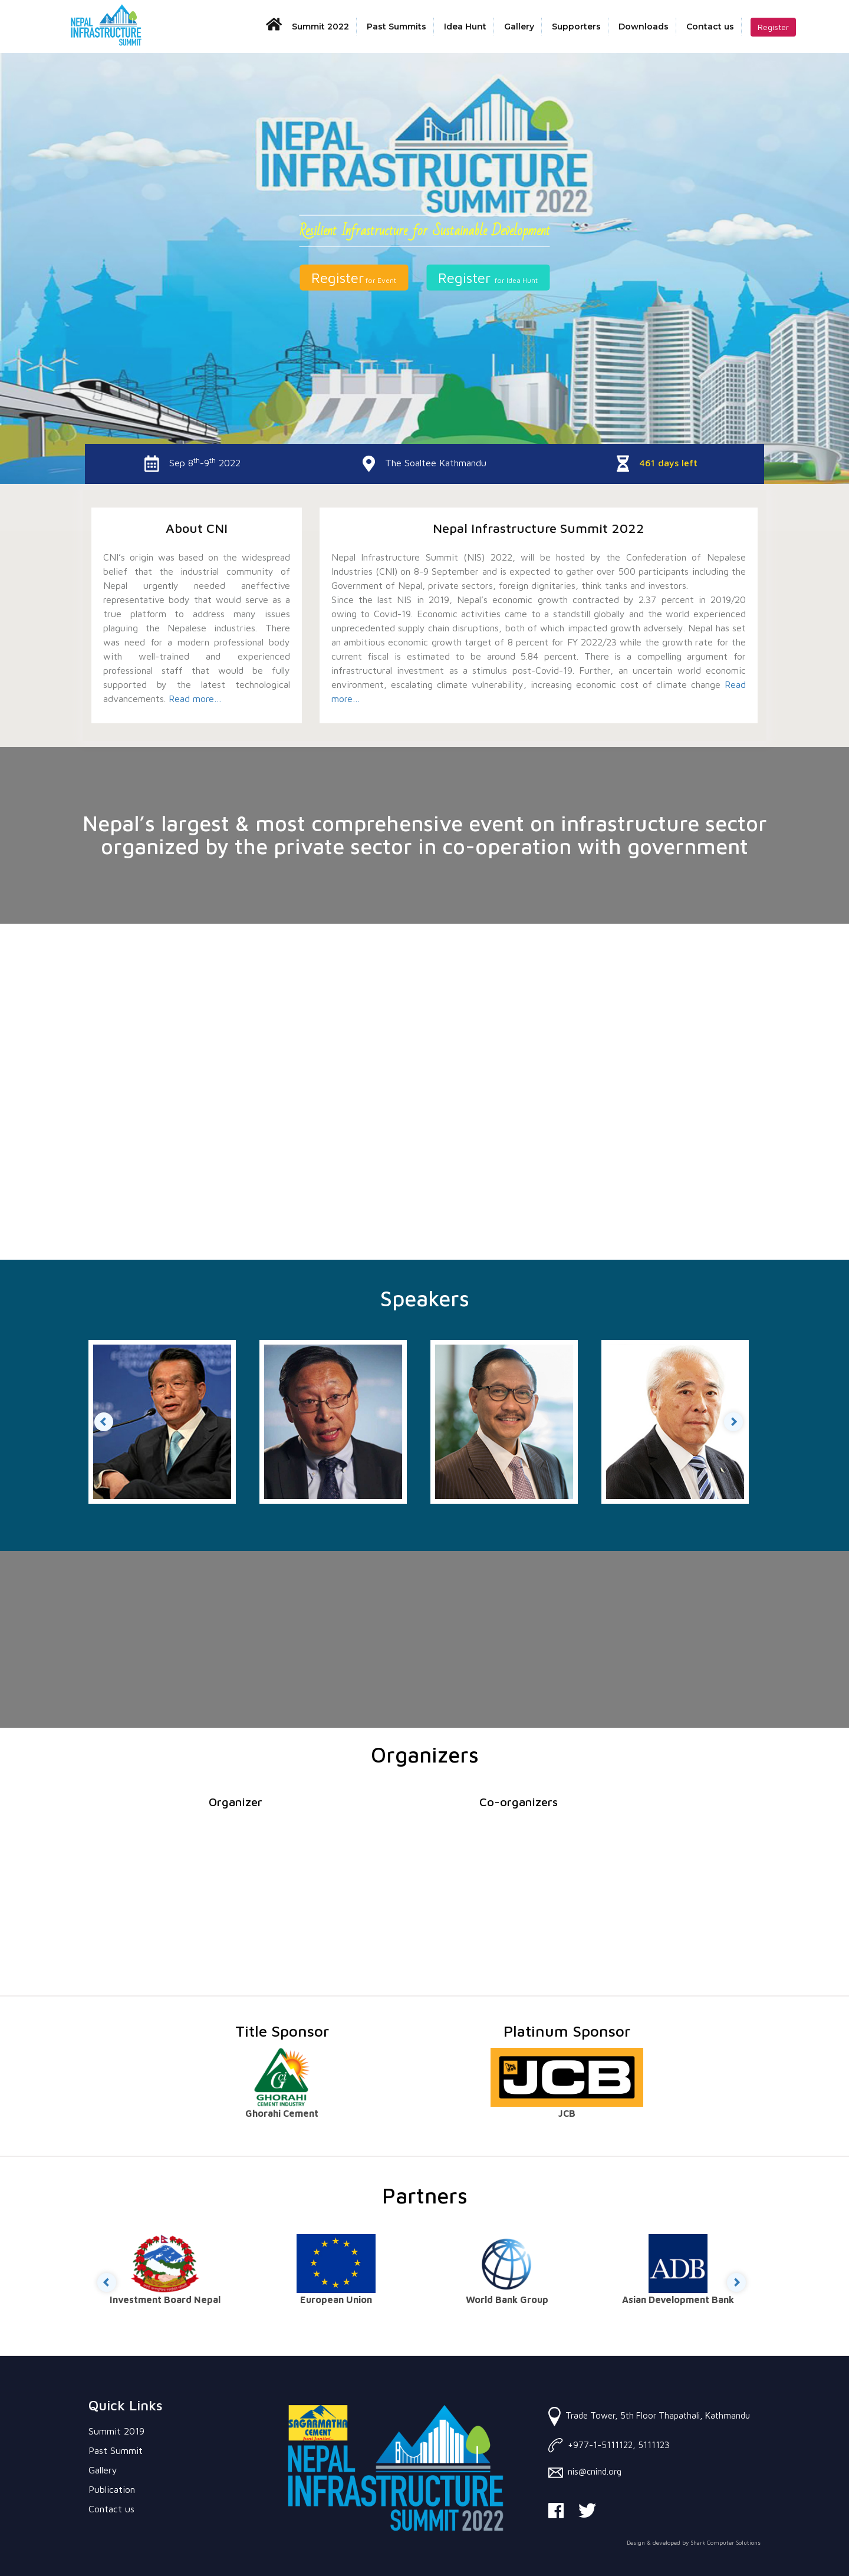 NEPAL
INFRASTRUCTURE
SUMMIT
Summit 2022
Past Summits
Idea Hunt
Gallery
Supporters
Downloads
Contact us
Register
NEPAL
INFRASTRUCTURE
SUMMIT 2022
Resilient Infrastructure for Sustainable Development
Register for Event
Register for Idea Hunt
Sep 8th-9th 2022
The Soaltee Kathmandu
461 days left
About CNI
CNI's origin was based on the widespread
belief that the industrial community of
Nepal urgently needed aneffective
representative body that would serve as a
true platform to address many issues
plaguing the Nepalese industries. There
was need for a modern professional body
with well-trained and experienced
professional staff that would be fully
supported by the latest technological
advancements. Read more...
Nepal Infrastructure Summit 2022
Nepal Infrastructure Summit (NIS) 2022, will be hosted by the Confederation of Nepalese
Industries (CNI) on 8-9 September and is expected to gather over 500 participants including the
Government of Nepal, private sectors, foreign dignitaries, think tanks and investors.
Since the last NIS in 2019, Nepal's economic growth contracted by 2.37 percent in 2019/20
owing to Covid-19. Economic activities came to a standstill globally and the world experienced
unprecedented supply chain disruptions, both of which impacted growth adversely. Nepal has set
an ambitious economic growth target of 8 percent for FY 2022/23 while the growth rate for the
current fiscal is estimated to be around 5.84 percent. There is a compelling argument for
infrastructural investment as a stimulus post-Covid-19. Further, an uncertain world economic
environment, escalating climate vulnerability, increasing economic cost of climate change Read
more...
Nepal's largest & most comprehensive event on infrastructure sector
organized by the private sector in co-operation with government
Speakers
Organizers
Organizer
Co-organizers
Title Sponsor
GHORAHI
CEMENT INDUSTRY
Ghorahi Cement
Platinum Sponsor
JCB
JCB
Partners
Investment Board Nepal
European Union
World Bank Group
ADB
Asian Development Bank
Quick Links
Summit 2019
Past Summit
Gallery
Publication
Contact us
SAGARMATHA
CEMENT
NEPAL
INFRASTRUCTURE
SUMMIT 2022
Trade Tower, 5th Floor Thapathali, Kathmandu
+977-1-5111122, 5111123
nis@cnind.org
Design & developed by Shark Computer Solutions